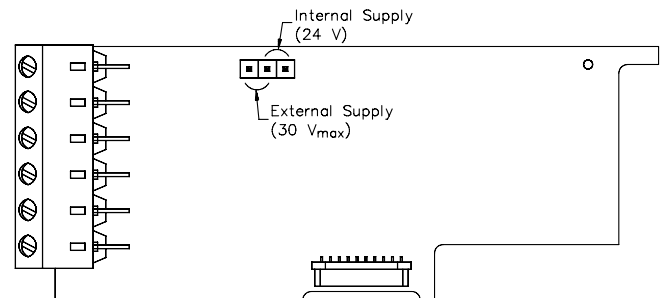 Internal Supply
(24 V)
External Supply
(30 Vmax)